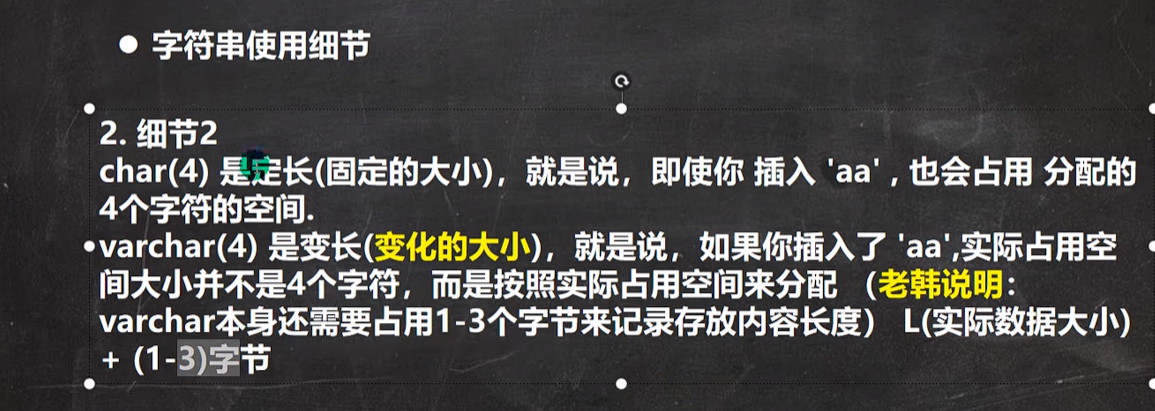 ● 字符串使用细节
2. 细节2
char(4) 是定长(固定的大小)，就是说，即使你 插入 'aa' , 也会占用 分配的
4个字符的空间.
varchar(4) 是变长(变化的大小)，就是说，如果你插入了 'aa',实际占用空
间大小并不是4个字符，而是按照实际占用空间来分配 （老韩说明：
varchar本身还需要占用1-3个字节来记录存放内容长度） L(实际数据大小)
+ (1-3)字节